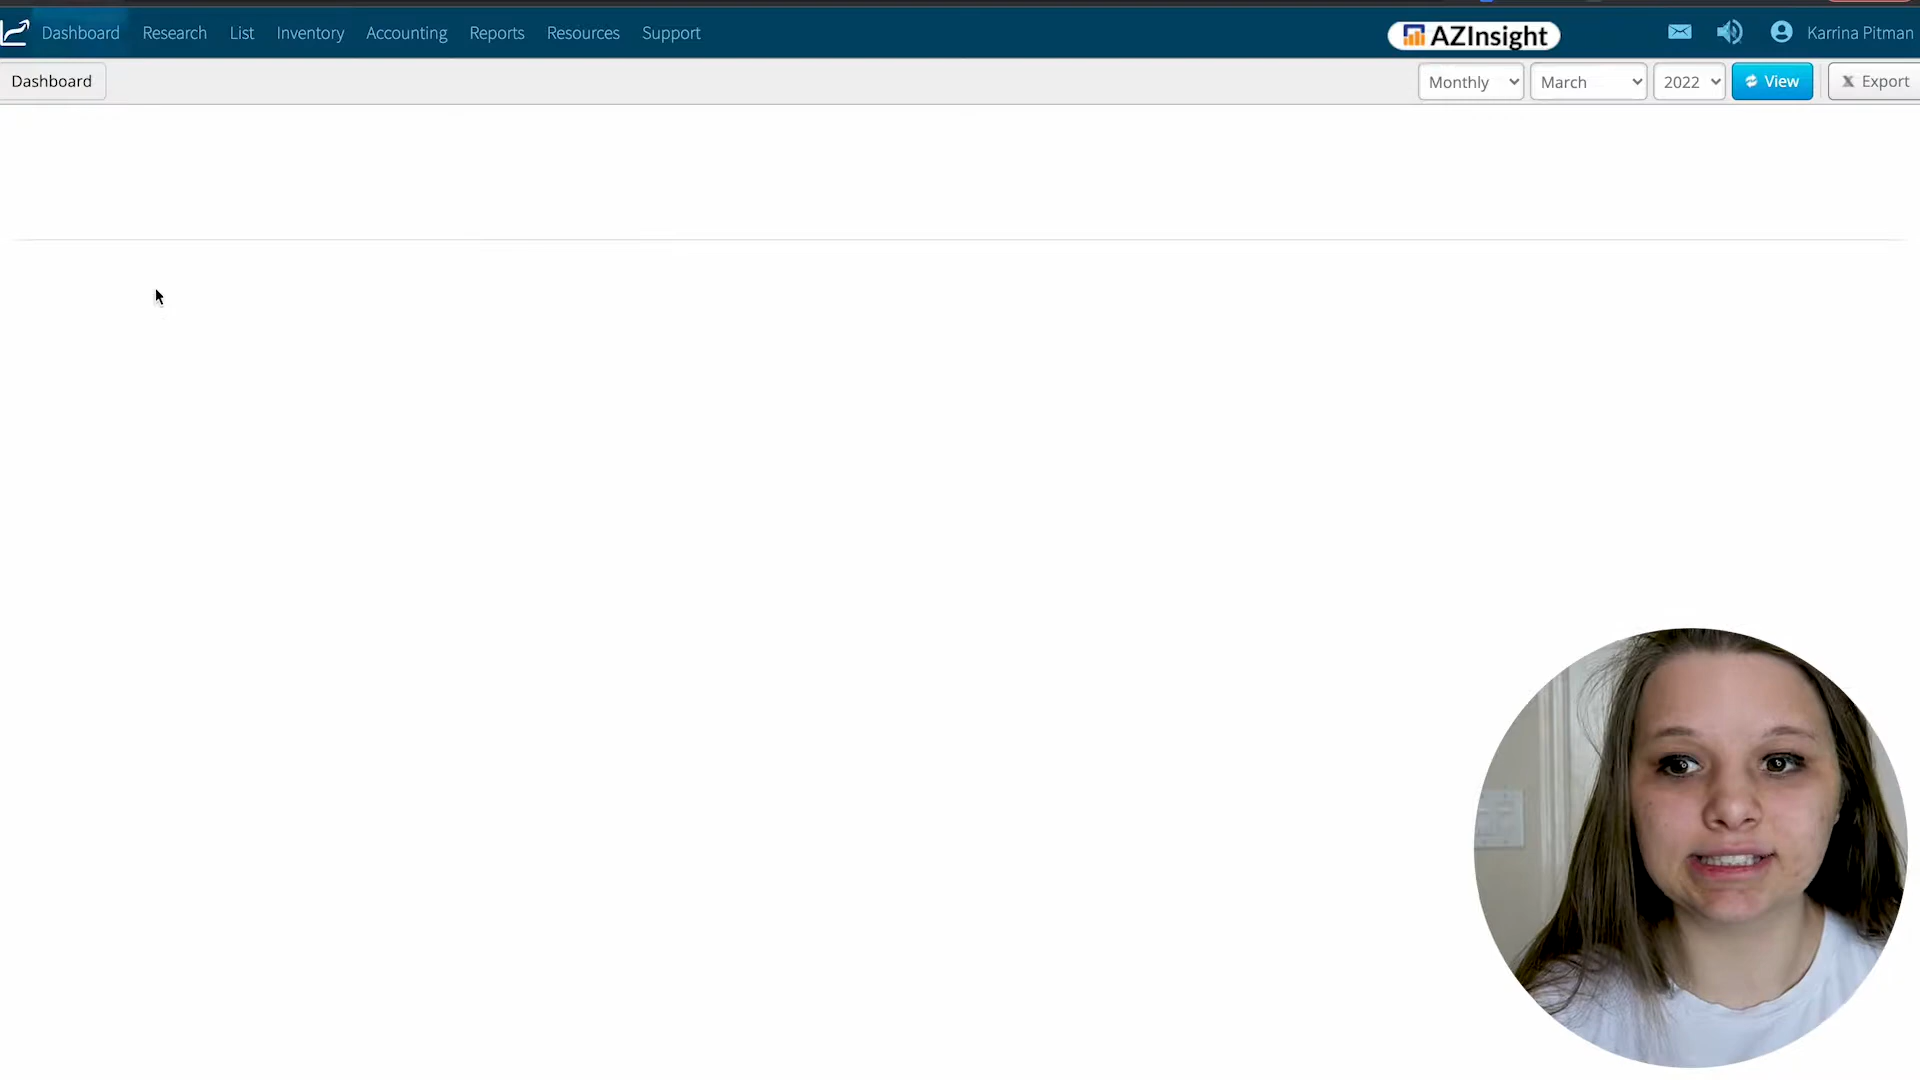 Dashboard Research List Inventory Accounting Reports Resources Support AZInsight Karrina Pitman
Dashboard Monthly March 2022 View Export